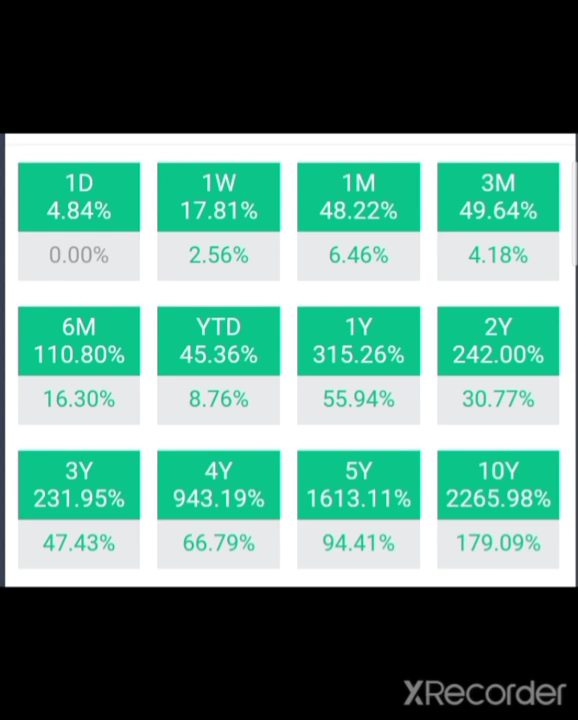 1D 1W 1M 3M
4.84% 17.81% 48.22% 49.64%
0.00% 2.56% 6.46% 4.18%
6M YTD 1Y 2Y
110.80% 45.36% 315.26% 242.00%
16.30% 8.76% 55.94% 30.77%
3Y 4Y 5Y 10Y
231.95% 943.19% 1613.11% 2265.98%
47.43% 66.79% 94.41% 179.09%
XRecorder